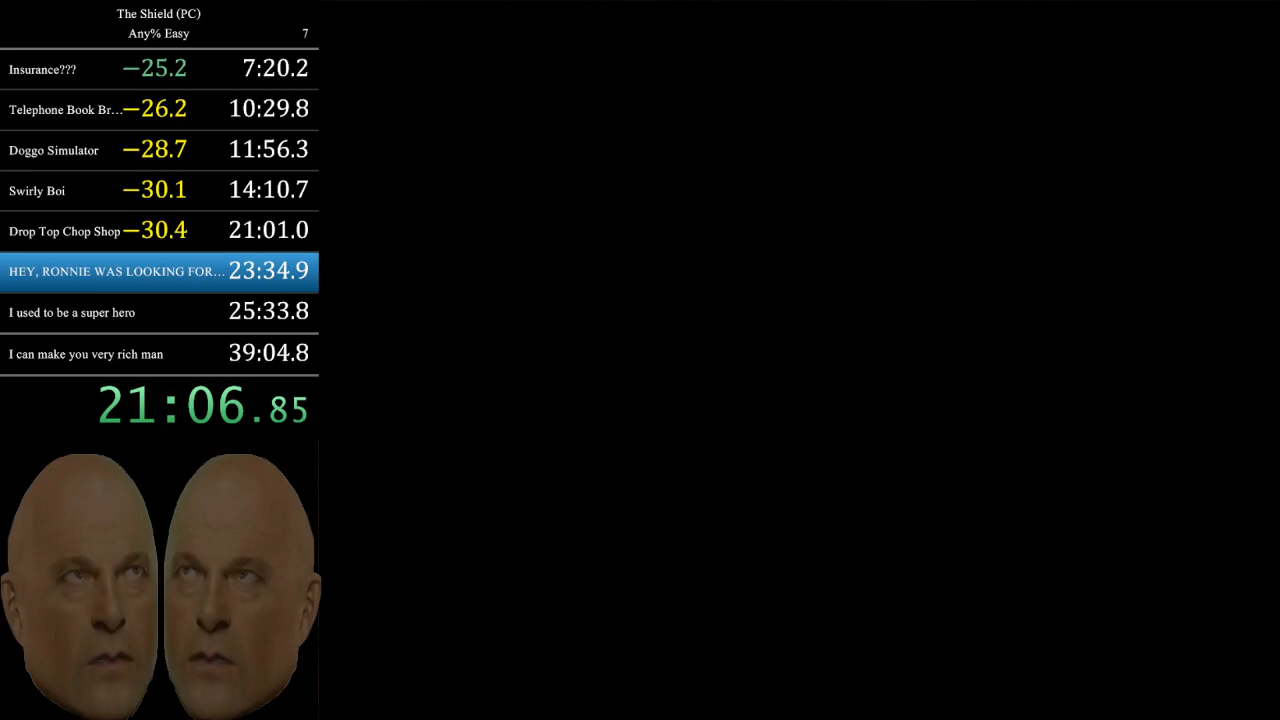 The Shield (PC)
Any% Easy 7
Insurance??? −25.2 7:20.2
Telephone Book Br... −26.2 10:29.8
Doggo Simulator −28.7 11:56.3
Swirly Boi −30.1 14:10.7
Drop Top Chop Shop −30.4 21:01.0
HEY, RONNIE WAS LOOKING FOR... 23:34.9
I used to be a super hero 25:33.8
I can make you very rich man 39:04.8
21:06.85